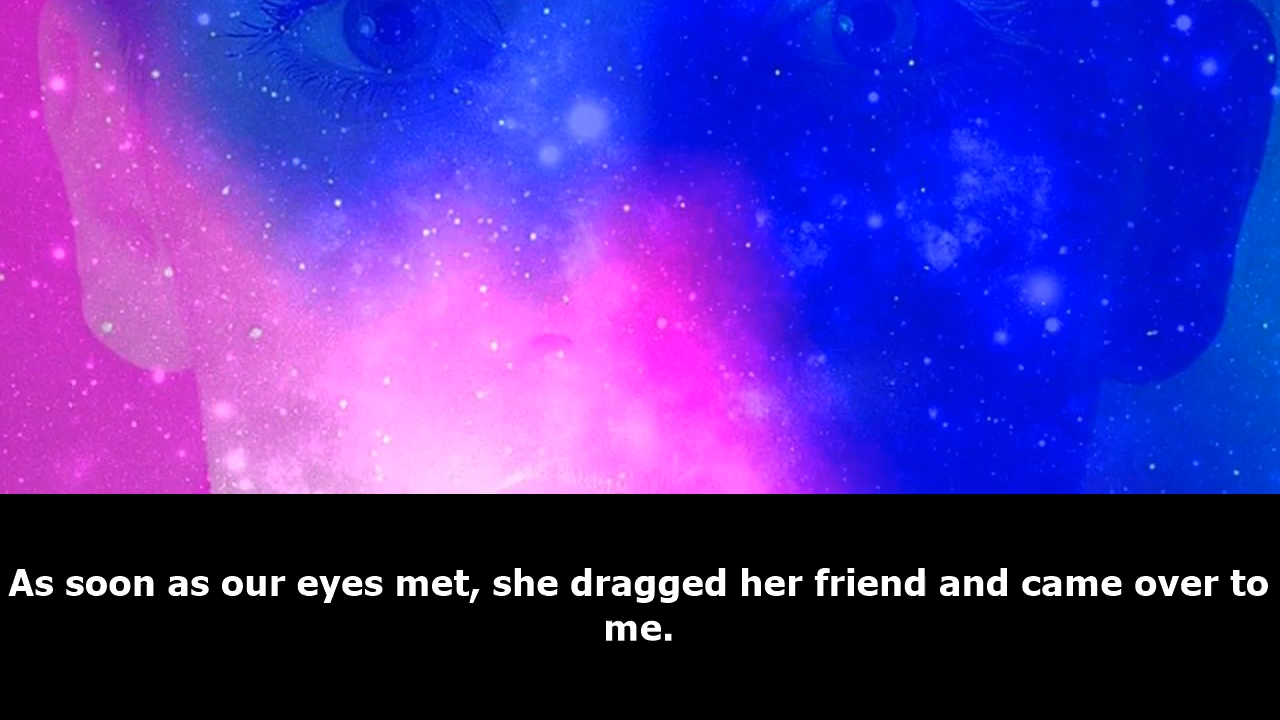 As soon as our eyes met, she dragged her friend and came over to
me.